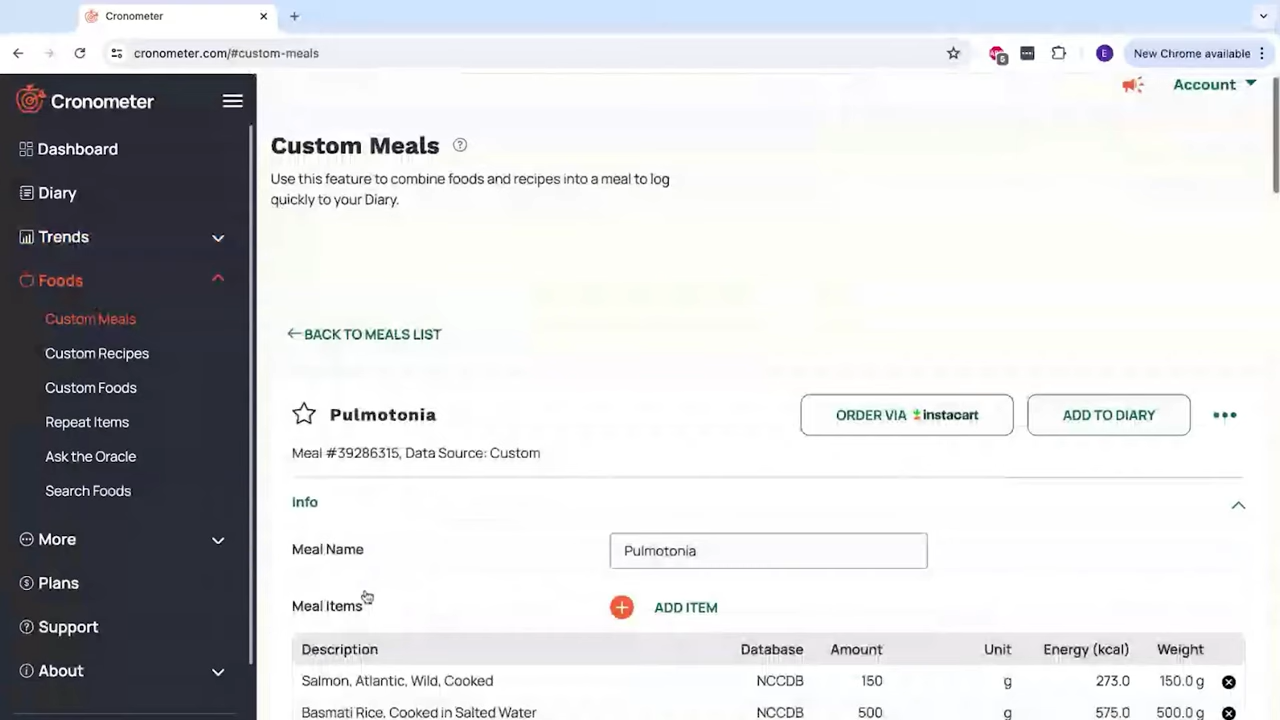 Cronometer
cronometer.com/#custom-meals
6
E
New Chrome available
Cronometer
Account
Dashboard
Custom Meals ?
Use this feature to combine foods and recipes into a meal to log
quickly to your Diary.
Diary
Trends
Foods
Custom Meals
BACK TO MEALS LIST
Custom Recipes
Custom Foods
Pulmotonia
ORDER VIA instacart
ADD TO DIARY
Repeat Items
Meal #39286315, Data Source: Custom
Ask the Oracle
Search Foods
Info
More
Meal Name
Pulmotonia
Plans
Meal Items
ADD ITEM
Support
Description Database Amount Unit Energy (kcal) Weight
About
Salmon, Atlantic, Wild, Cooked NCCDB 150 g 273.0 150.0 g
Basmati Rice, Cooked in Salted Water NCCDB 500 g 575.0 500.0 g